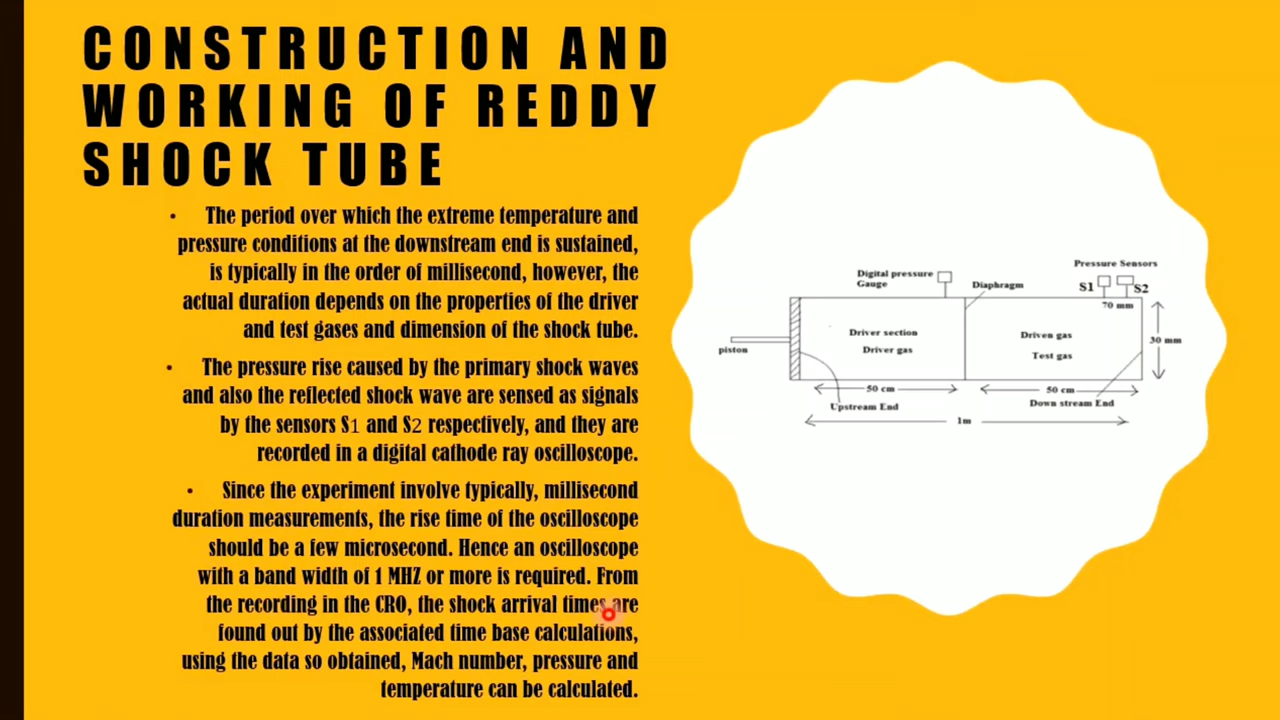 CONSTRUCTION AND
WORKING OF REDDY
SHOCK TUBE
• The period over which the extreme temperature and
pressure conditions at the downstream end is sustained,
is typically in the order of millisecond, however, the
actual duration depends on the properties of the driver
and test gases and dimension of the shock tube.
• The pressure rise caused by the primary shock waves
and also the reflected shock wave are sensed as signals
by the sensors S1 and S2 respectively, and they are
recorded in a digital cathode ray oscilloscope.
• Since the experiment involve typically, millisecond
duration measurements, the rise time of the oscilloscope
should be a few microsecond. Hence an oscilloscope
with a band width of 1 MHZ or more is required. From
the recording in the CRO, the shock arrival times are
found out by the associated time base calculations,
using the data so obtained, Mach number, pressure and
temperature can be calculated.
Pressure Sensors
Digital pressure
Gauge
Diaphragm
S1
S2
70 mm
Driver section
Driver gas
Driven gas
Test gas
30 mm
piston
50 cm
50 cm
Upstream End
Down stream End
1m